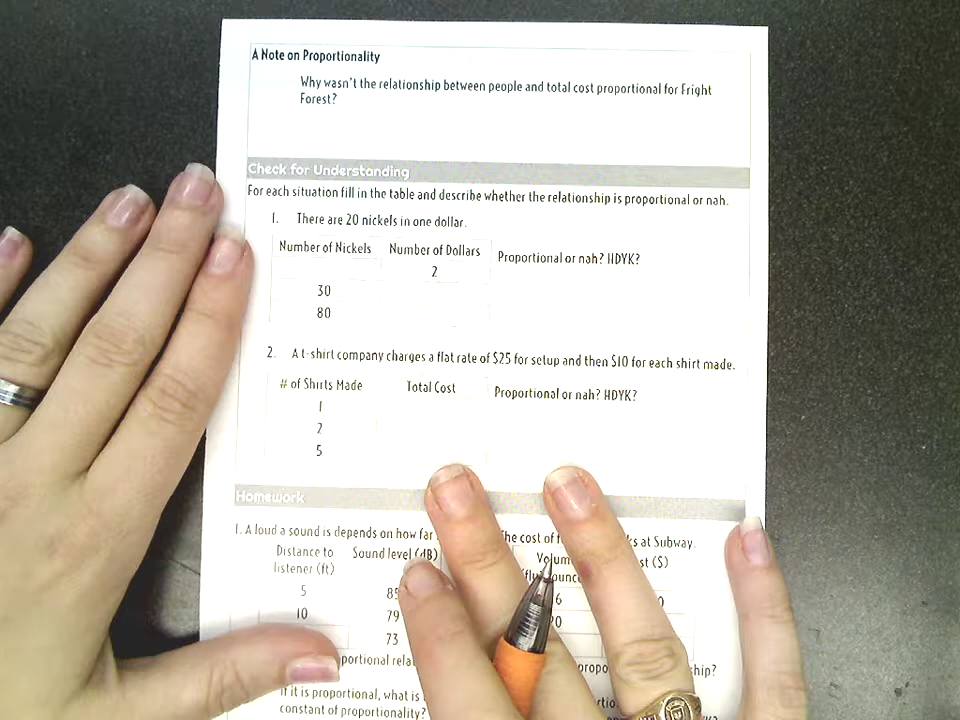 A Note on Proportionality
Why wasn't the relationship between people and total cost proportional for Fright
Forest?
Check for Understanding
For each situation fill in the table and describe whether the relationship is proportional or nah.
1. There are 20 nickels in one dollar.
Number of Nickels Number of Dollars Proportional or nah? HDYK?
2
30
80
2. A t-shirt company charges a flat rate of $25 for setup and then $10 for each shirt made.
# of Shirts Made Total Cost Proportional or nah? HDYK?
1
2
5
Homework
1. A loud a sound is depends on how far The cost of at Subway.
Distance to Sound level (dB) ($)
listener (ft)
5
10 79
73
If it is proportional, what is
constant of proportionality?